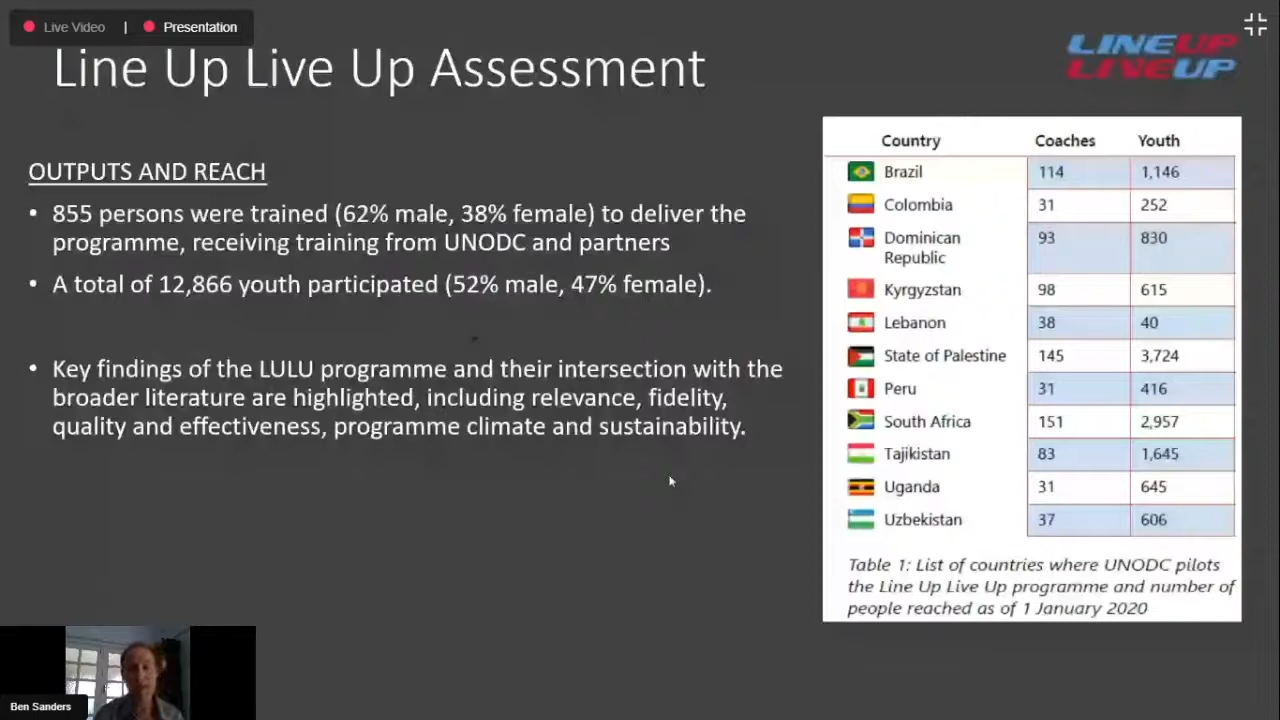 Live Video | Presentation
Line Up Live Up Assessment
LINEUP
LIVEUP
OUTPUTS AND REACH
• 855 persons were trained (62% male, 38% female) to deliver the
programme, receiving training from UNODC and partners
• A total of 12,866 youth participated (52% male, 47% female).
• Key findings of the LULU programme and their intersection with the
broader literature are highlighted, including relevance, fidelity,
quality and effectiveness, programme climate and sustainability.
Country Coaches Youth
Brazil 114 1,146
Colombia 31 252
Dominican 93 830
Republic
Kyrgyzstan 98 615
Lebanon 38 40
State of Palestine 145 3,724
Peru 31 416
South Africa 151 2,957
Tajikistan 83 1,645
Uganda 31 645
Uzbekistan 37 606
Table 1: List of countries where UNODC pilots
the Line Up Live Up programme and number of
people reached as of 1 January 2020
Ben Sanders